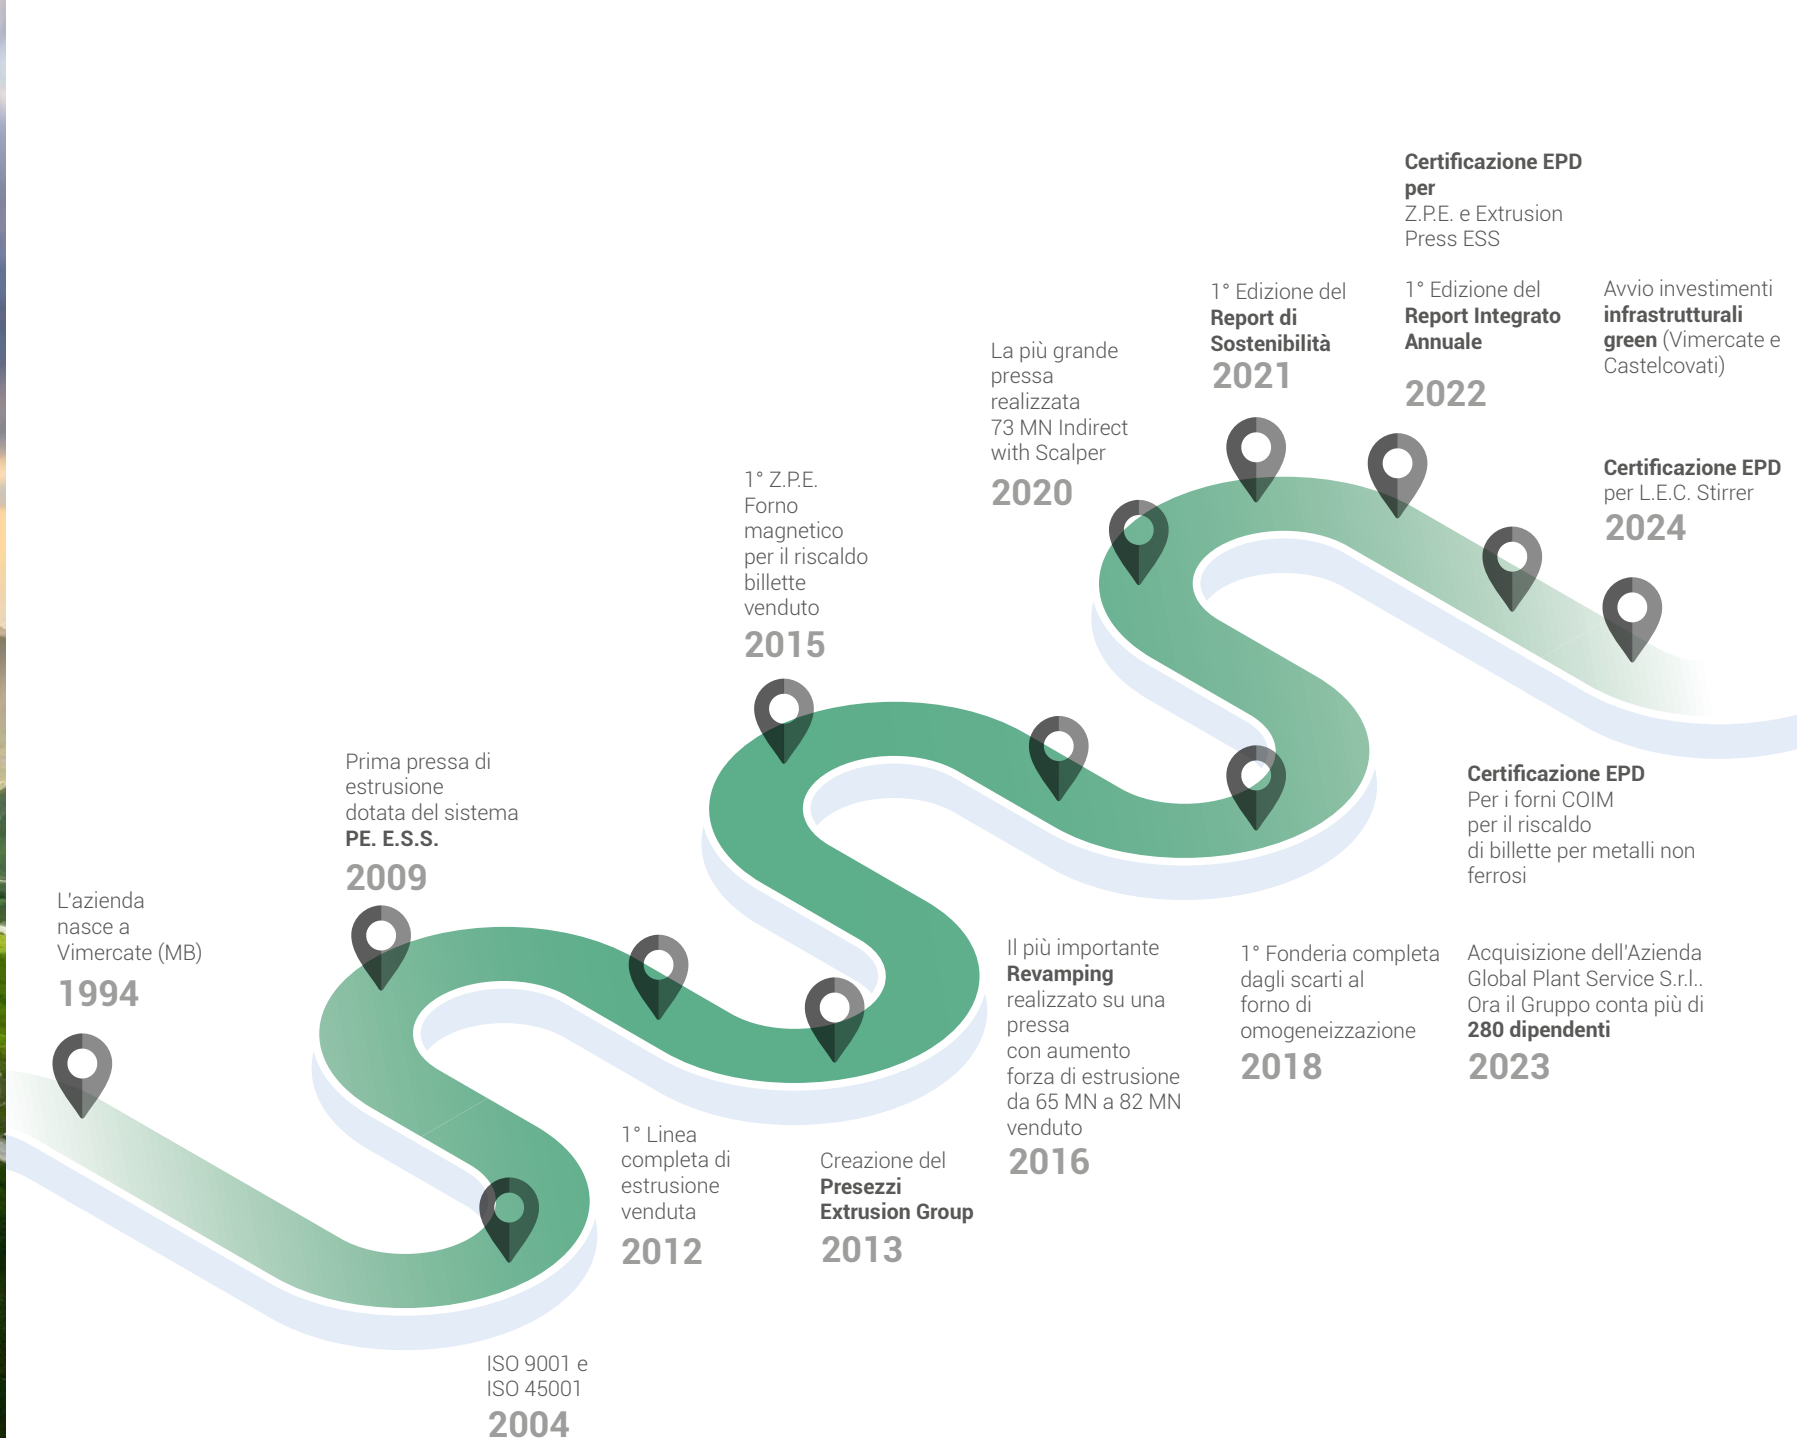 L'azienda
nasce a
Vimercate (MB)
1994
ISO 9001 e
ISO 45001
2004
Prima pressa di
estrusione
dotata del sistema
PE. E.S.S.
2009
1° Linea
completa di
estrusione
venduta
2012
Creazione del
Presezzi
Extrusion Group
2013
1° Z.P.E.
Forno
magnetico
per il riscaldo
billette
venduto
2015
Il più importante
Revamping
realizzato su una
pressa
con aumento
forza di estrusione
da 65 MN a 82 MN
venduto
2016
1° Fonderia completa
dagli scarti al
forno di
omogeneizzazione
2018
La più grande
pressa
realizzata
73 MN Indirect
with Scalper
2020
1° Edizione del
Report di
Sostenibilità
2021
Certificazione EPD
per
Z.P.E. e Extrusion
Press ESS
1° Edizione del
Report Integrato
Annuale
2022
Certificazione EPD
Per i forni COIM
per il riscaldo
di billette per metalli non
ferrosi
Acquisizione dell'Azienda
Global Plant Service S.r.l..
Ora il Gruppo conta più di
280 dipendenti
2023
Avvio investimenti
infrastrutturali
green (Vimercate e
Castelcovati)
Certificazione EPD
per L.E.C. Stirrer
2024